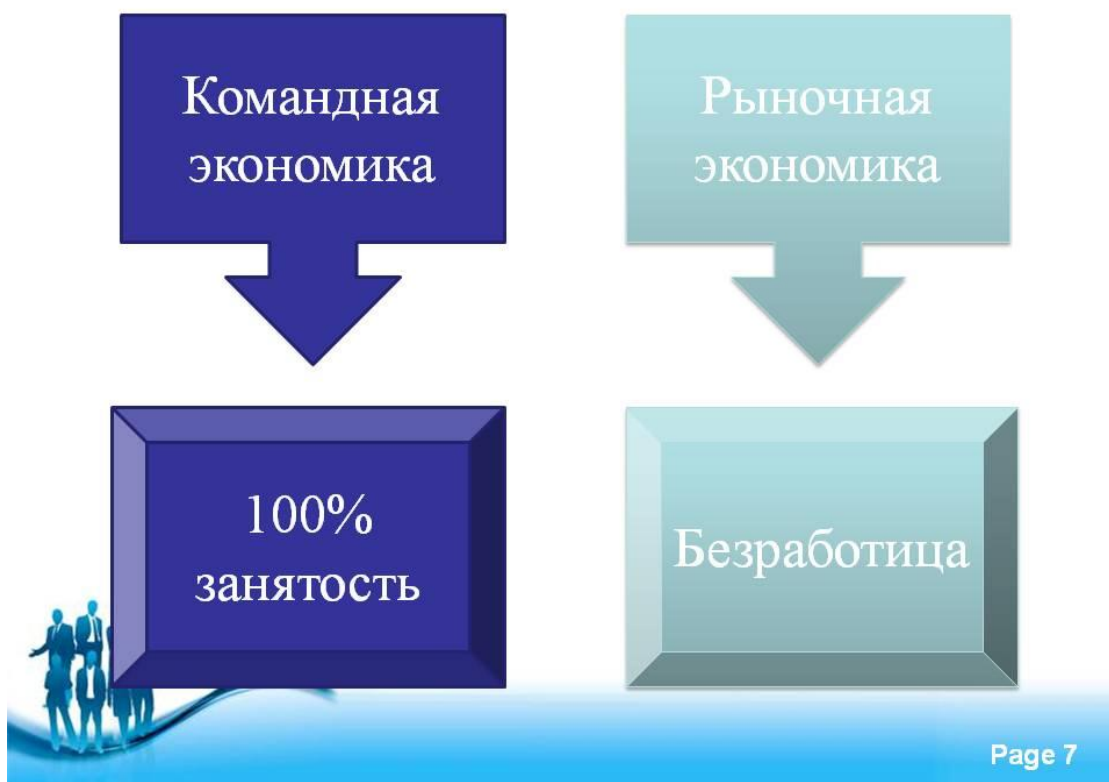 Командная
экономика
Рыночная
экономика
100%
занятость
Безработица
Page 7